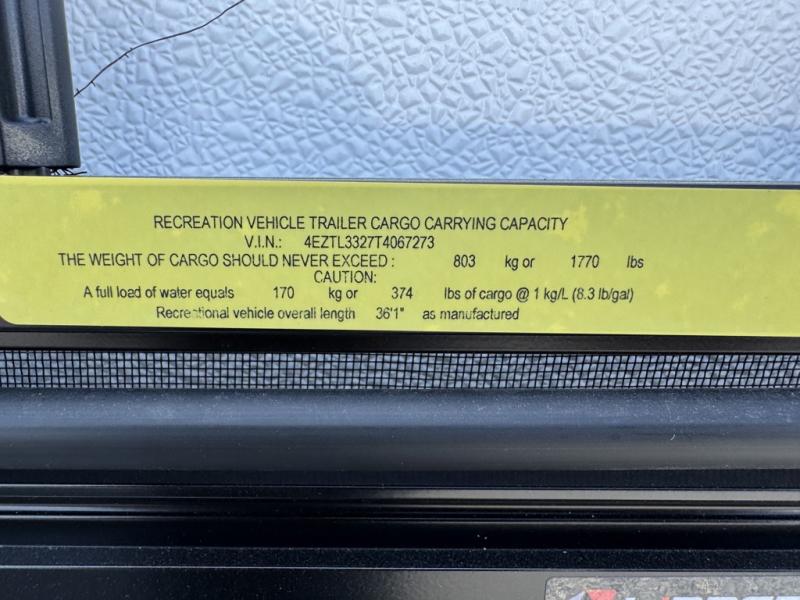 RECREATION VEHICLE TRAILER CARGO CARRYING CAPACITY
V.I.N.: 4EZTL3327T4067273
THE WEIGHT OF CARGO SHOULD NEVER EXCEED : 803 kg or 1770 lbs
CAUTION:
A full load of water equals 170 kg or 374 lbs of cargo @ 1 kg/L (8.3 lb/gal)
Recreational vehicle overall length 36'1" as manufactured